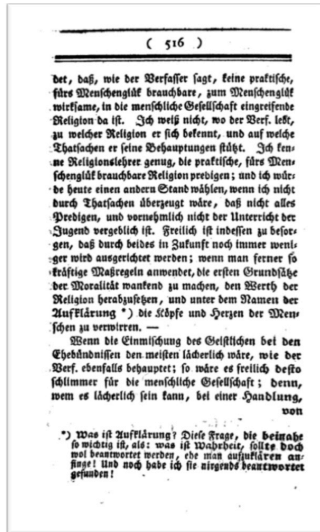 ( 516 )
det, daß, wie der Verfasser sagt, keine praktische,
fürs Menschenglük brauchbare, zum Menschenglük
wirksame, in die menschliche Gesellschaft eingreifende
Religion da ist. Ich weiß nicht, wo der Verf. lebt,
zu welcher Religion er sich bekennt, und auf welche
Thatsachen er seine Behauptungen stützt. Ich ken-
ne Religionslehrer genug, die praktische, fürs Men-
schenglük brauchbare Religion predigen; und ich wür-
de heute einen andern Stand wählen, wenn ich nicht
durch Thatsachen überzeugt wäre, daß nicht alles
Predigen, und vornehmlich nicht der Unterricht der
Jugend vergeblich ist. Freilich ist indessen zu besor-
gen, daß durch beides in Zukunft noch immer weni-
ger wird ausgerichtet werden; wenn man ferner so
kräftige Maßregeln anwendet, die ersten Grundsätze
der Moralität wankend zu machen, den Werth der
Religion herabzusetzen, und unter dem Namen der
Aufklärung *) die Köpfe und Herzen der Men-
schen zu verwirren. —
Wenn die Einmischung des Geistlichen bei den
Ehebündnissen den meisten lächerlich wäre, wie der
Verf. ebenfalls behauptet; so wäre es freilich desto
schlimmer für die menschliche Gesellschaft; denn,
wem es lächerlich sein kann, bei einer Handlung,
von
*) Was ist Aufklärung? Diese Frage, die beinahe
so wichtig ist, als: was ist Wahrheit, sollte doch
wol beantwortet werden, ehe man aufzuklären an-
finge! Und noch habe ich sie nirgends beantwortet
gefunden!